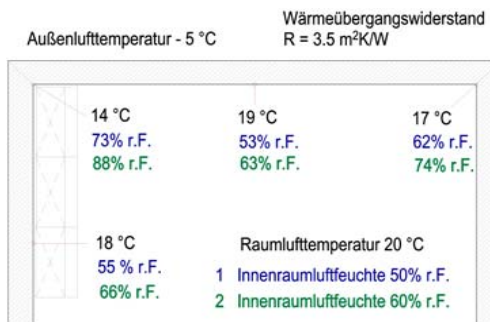 Wärmeübergangswiderstand
Außenlufttemperatur - 5 °C
R = 3.5 m²K/W
14 °C
73% r.F.
88% r.F.
19 °C
53% r.F.
63% r.F.
17 °C
62% r.F.
74% r.F.
18 °C
55 % r.F.
66% r.F.
Raumlufttemperatur 20 °C
1 Innenraumluftfeuchte 50% r.F.
2 Innenraumluftfeuchte 60% r.F.